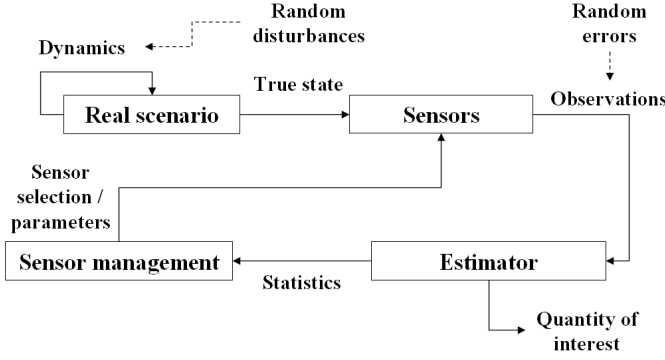 Random
disturbances
Random
errors
Dynamics
True state
Observations
Real scenario
Sensors
Sensor
selection /
parameters
Sensor management
Estimator
Statistics
Quantity of
interest